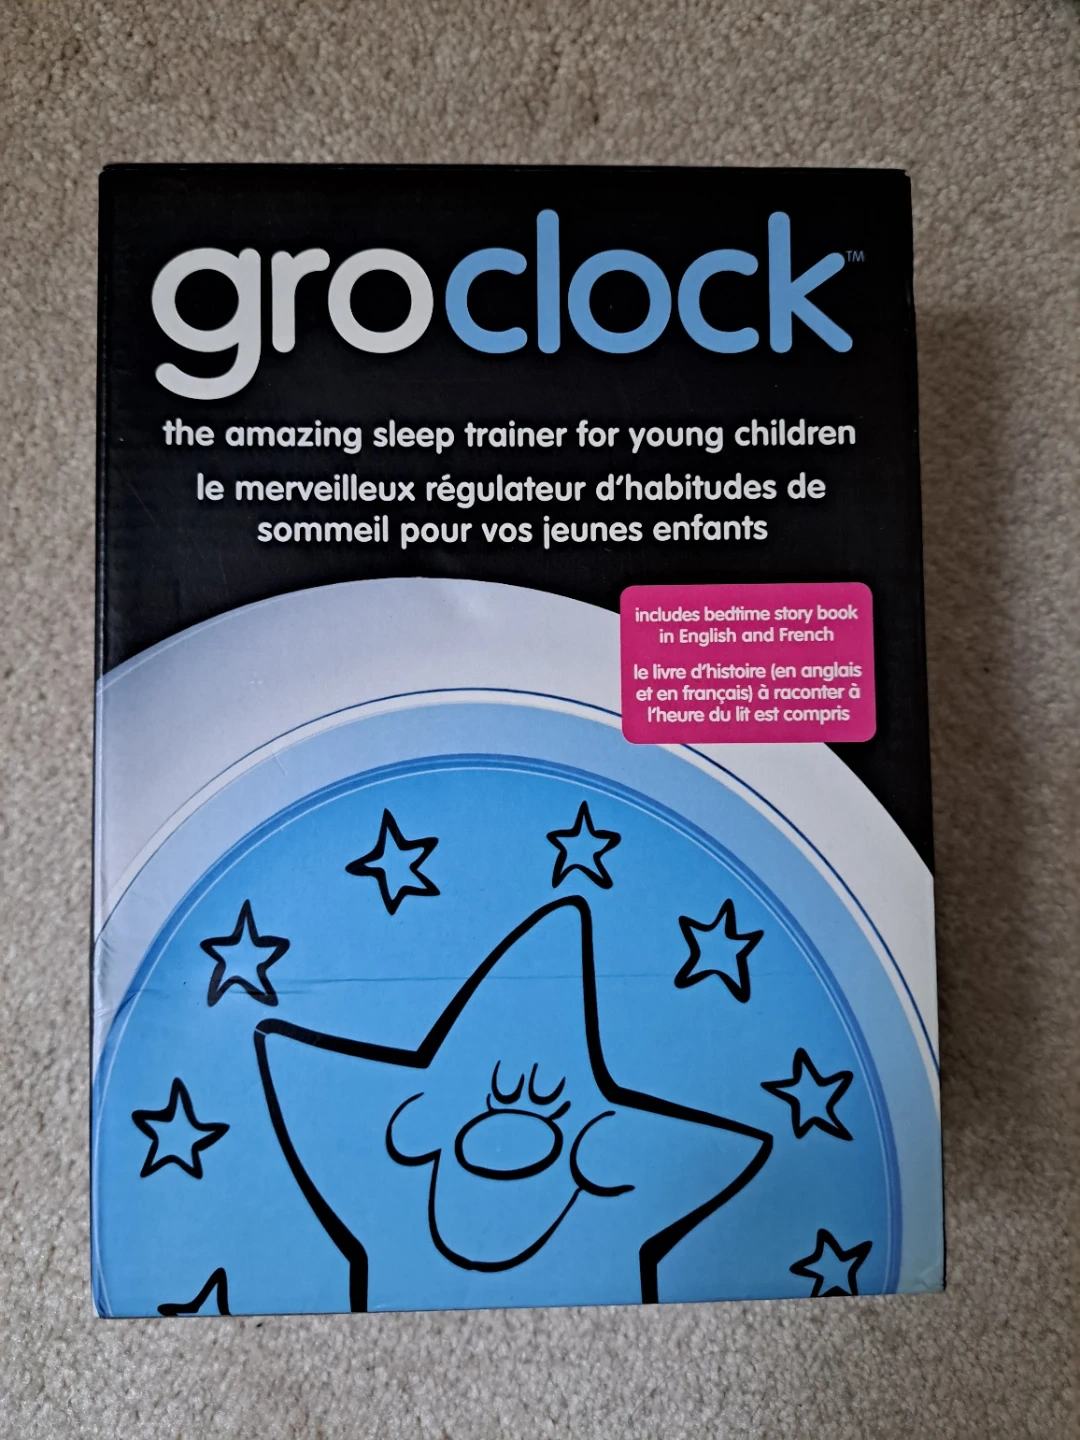 groclock™
the amazing sleep trainer for young children
le merveilleux régulateur d'habitudes de
sommeil pour vos jeunes enfants
includes bedtime story book
in English and French
le livre d'histoire (en anglais
et en français) à raconter à
l'heure du lit est compris